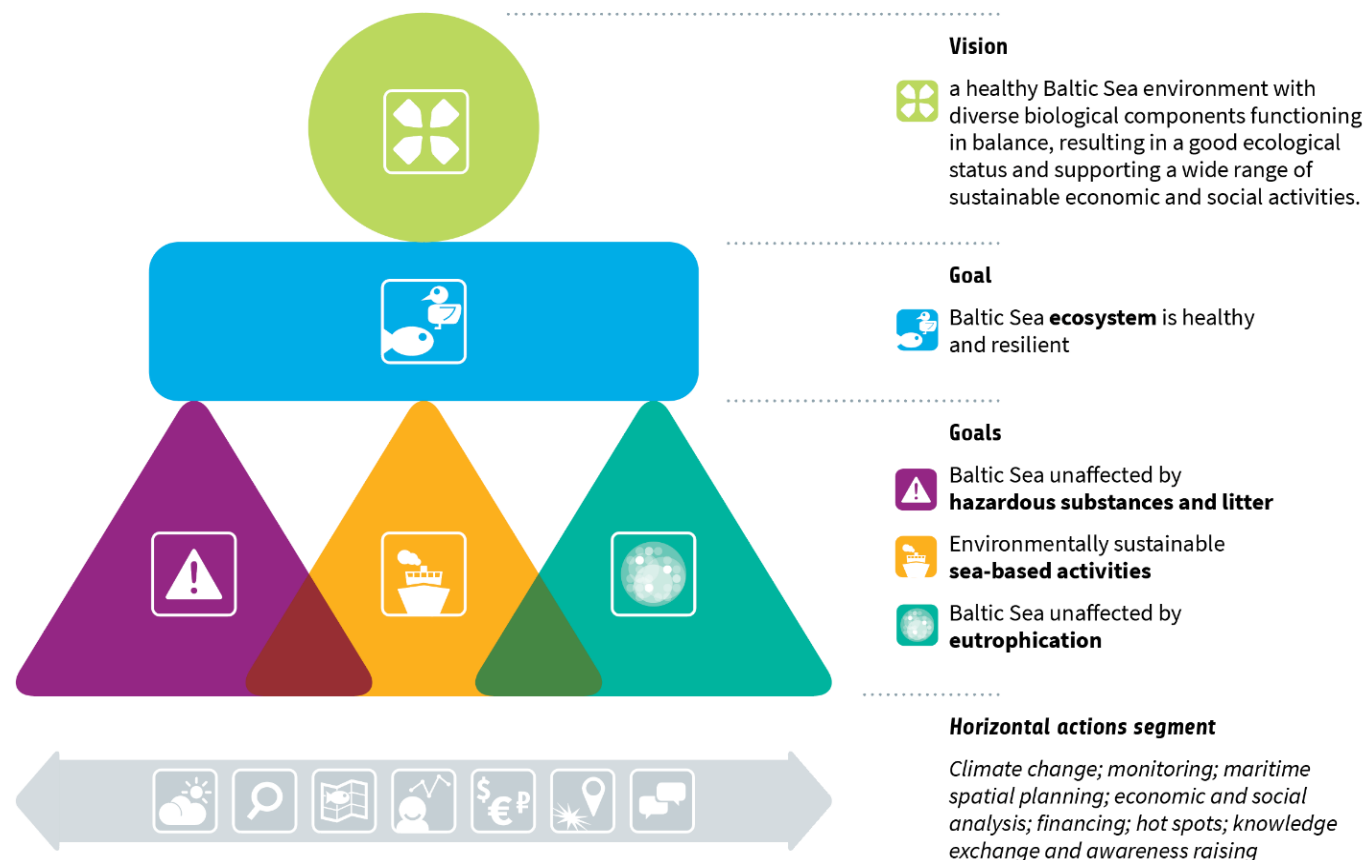 Vision
a healthy Baltic Sea environment with
diverse biological components functioning
in balance, resulting in a good ecological
status and supporting a wide range of
sustainable economic and social activities.
Goal
Baltic Sea ecosystem is healthy
and resilient
Goals
Baltic Sea unaffected by
hazardous substances and litter
Environmentally sustainable
sea-based activities
Baltic Sea unaffected by
eutrophication
Horizontal actions segment
Climate change; monitoring; maritime
spatial planning; economic and social
analysis; financing; hot spots; knowledge
exchange and awareness raising
$ € ₽